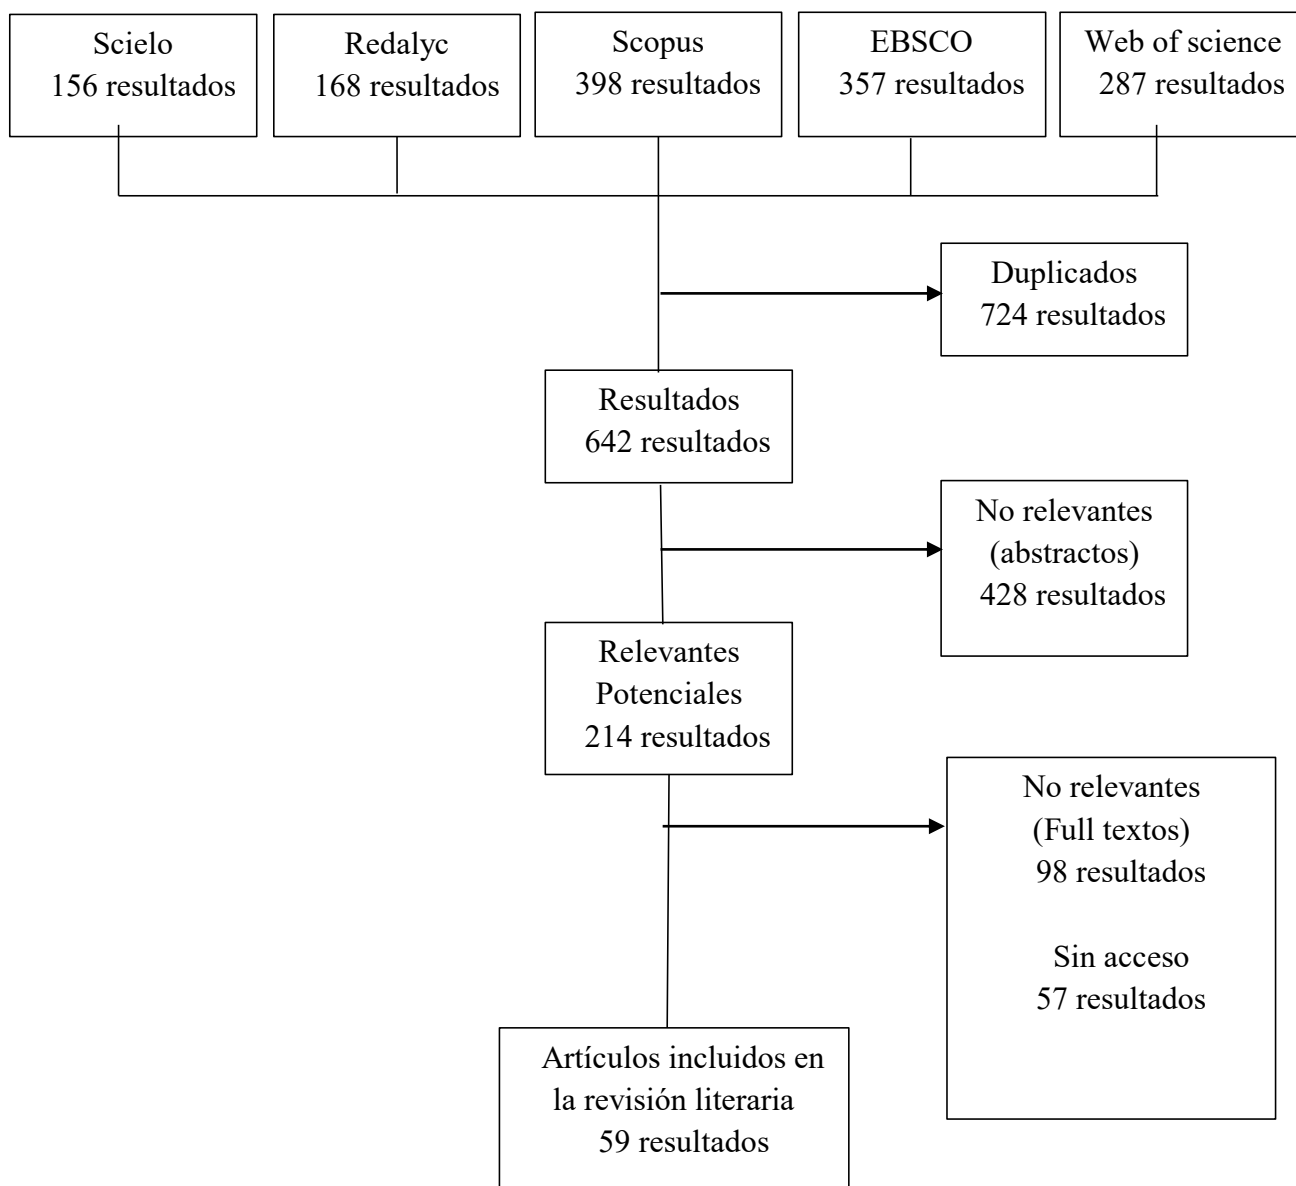 Scielo
156 resultados
Redalyc
168 resultados
Scopus
398 resultados
EBSCO
357 resultados
Web of science
287 resultados
Duplicados
724 resultados
Resultados
642 resultados
No relevantes
(abstractos)
428 resultados
Relevantes
Potenciales
214 resultados
No relevantes
(Full textos)
98 resultados
Sin acceso
57 resultados
Artículos incluidos en
la revisión literaria
59 resultados